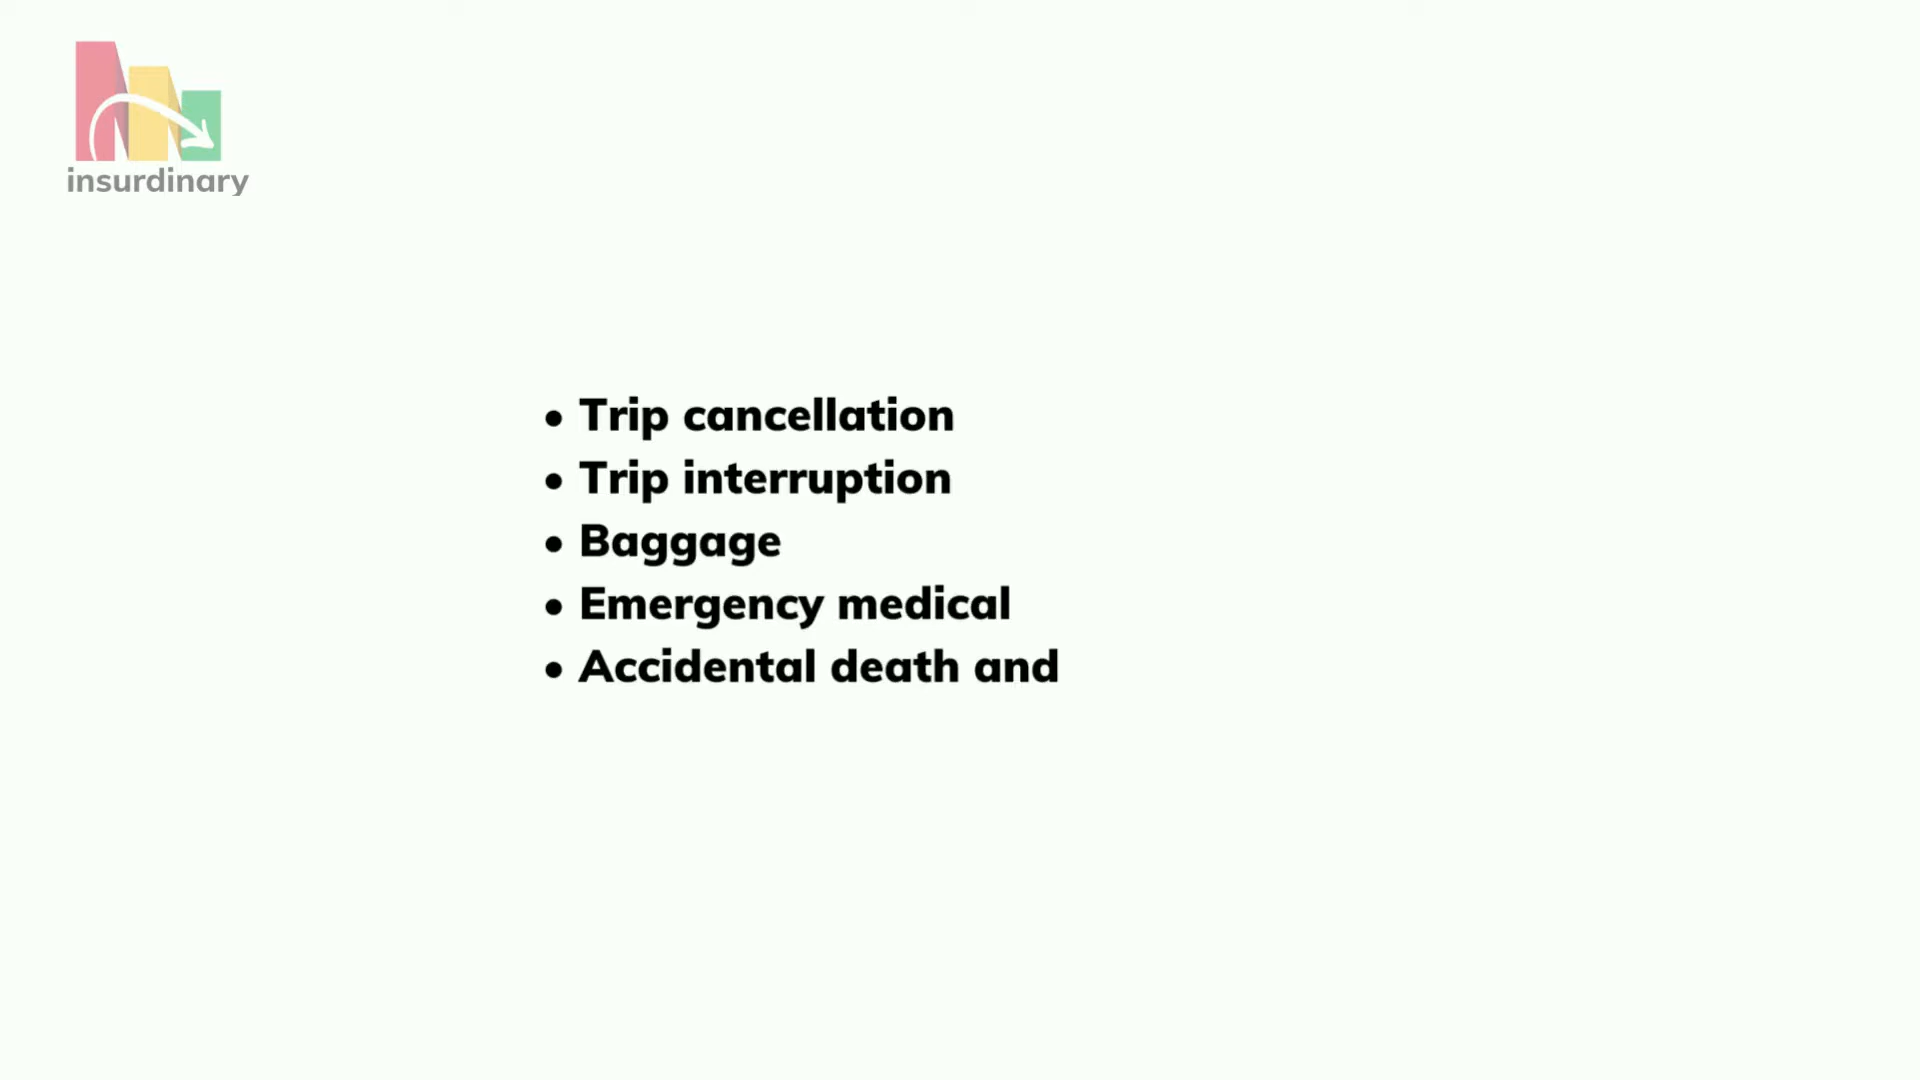 insurdinary
• Trip cancellation
• Trip interruption
• Baggage
• Emergency medical
• Accidental death and